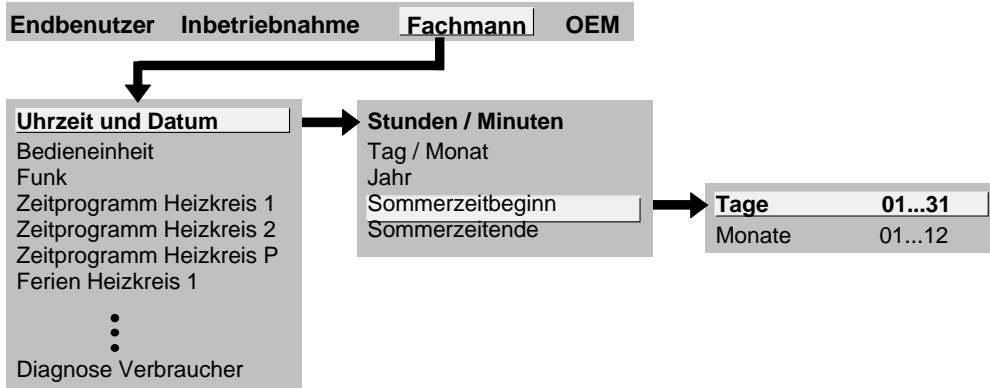 Endbenutzer Inbetriebnahme Fachmann OEM
Uhrzeit und Datum
Bedieneinheit
Funk
Zeitprogramm Heizkreis 1
Zeitprogramm Heizkreis 2
Zeitprogramm Heizkreis P
Ferien Heizkreis 1
Diagnose Verbraucher
Stunden / Minuten
Tag / Monat
Jahr
Sommerzeitbeginn
Sommerzeitende
Tage 01...31
Monate 01...12